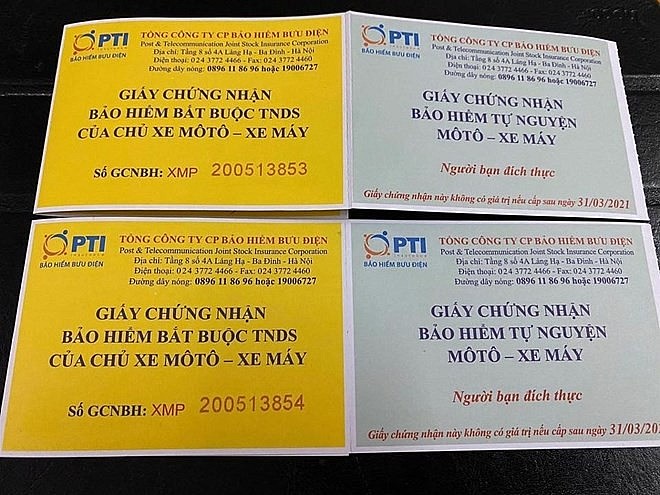 PTI
INSURANCE
BẢO HIỂM BƯU ĐIỆN
TỔNG CÔNG TY CP BẢO HIỂM BƯU ĐIỆN
Post & Telecommunication Joint Stock Insurance Corporation
Địa chỉ: Tầng 8 số 4A Láng Hạ - Ba Đình - Hà Nội
Điện thoại: 024 3772 4466 - Fax: 024 3772 4460
Đường dây nóng: 0896 11 86 96 hoặc 19006727
GIẤY CHỨNG NHẬN
BẢO HIỂM BẮT BUỘC TNDS
CỦA CHỦ XE MÔTÔ – XE MÁY
Số GCNBH: XMP 200513853
PTI
INSURANCE
BẢO HIỂM BƯU ĐIỆN
TỔNG CÔNG TY CP BẢO HIỂM BƯU ĐIỆN
Post & Telecommunication Joint Stock Insurance Corporation
Địa chỉ: Tầng 8 số 4A Láng Hạ - Ba Đình - Hà Nội
Điện thoại: 024 3772 4466 - Fax: 024 3772 4460
Đường dây nóng: 0896 11 86 96 hoặc 19006727
GIẤY CHỨNG NHẬN
BẢO HIỂM TỰ NGUYỆN
MÔTÔ – XE MÁY
Người bạn đích thực
Giấy chứng nhận này không có giá trị nếu cấp sau ngày 31/03/2021
PTI
INSURANCE
BẢO HIỂM BƯU ĐIỆN
TỔNG CÔNG TY CP BẢO HIỂM BƯU ĐIỆN
Post & Telecommunication Joint Stock Insurance Corporation
Địa chỉ: Tầng 8 số 4A Láng Hạ - Ba Đình - Hà Nội
Điện thoại: 024 3772 4466 - Fax: 024 3772 4460
Đường dây nóng: 0896 11 86 96 hoặc 19006727
GIẤY CHỨNG NHẬN
BẢO HIỂM BẮT BUỘC TNDS
CỦA CHỦ XE MÔTÔ – XE MÁY
Số GCNBH: XMP 200513854
PTI
INSURANCE
BẢO HIỂM BƯU ĐIỆN
TỔNG CÔNG TY CP BẢO HIỂM BƯU ĐIỆN
Post & Telecommunication Joint Stock Insurance Corporation
Địa chỉ: Tầng 8 số 4A Láng Hạ - Ba Đình - Hà Nội
Điện thoại: 024 3772 4466 - Fax: 024 3772 4460
Đường dây nóng: 0896 11 86 96 hoặc 19006727
GIẤY CHỨNG NHẬN
BẢO HIỂM TỰ NGUYỆN
MÔTÔ – XE MÁY
Người bạn đích thực
Giấy chứng nhận này không có giá trị nếu cấp sau ngày 31/03/202